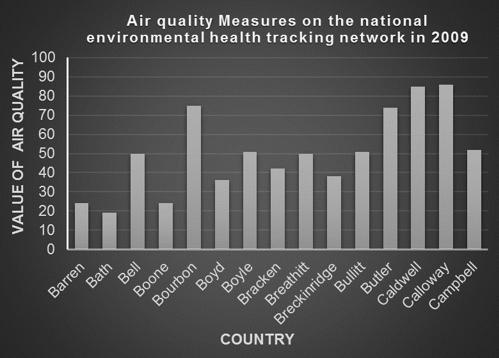 Air quality Measures on the national
environmental health tracking network in 2009
VALUE OF AIR QUALITY
100
90
80
70
60
50
40
30
20
10
0
Barren
Bath
Bell
Boone
Bourbon
Boyd
Boyle
Bracken
Breathitt
Breckinridge
Bullitt
Butler
Caldwell
Calloway
Campbell
COUNTRY